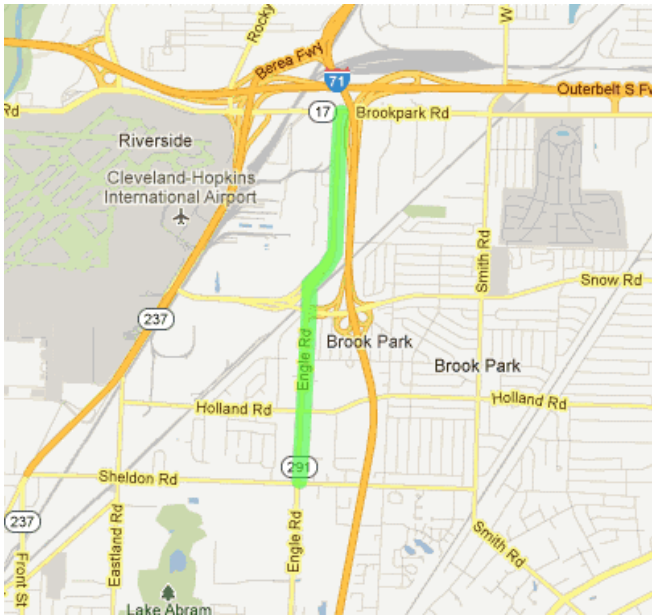 Rocky
W
Berea Fwy
71
Outerbelt S Fw
Rd
17
Brookpark Rd
Riverside
Cleveland-Hopkins
International Airport
Smith Rd
Snow Rd
237
Engle Rd
Brook Park
Brook Park
Holland Rd
Holland Rd
291
Sheldon Rd
237
Eastland Rd
Engle Rd
Smith Rd
Front St
Lake Abram